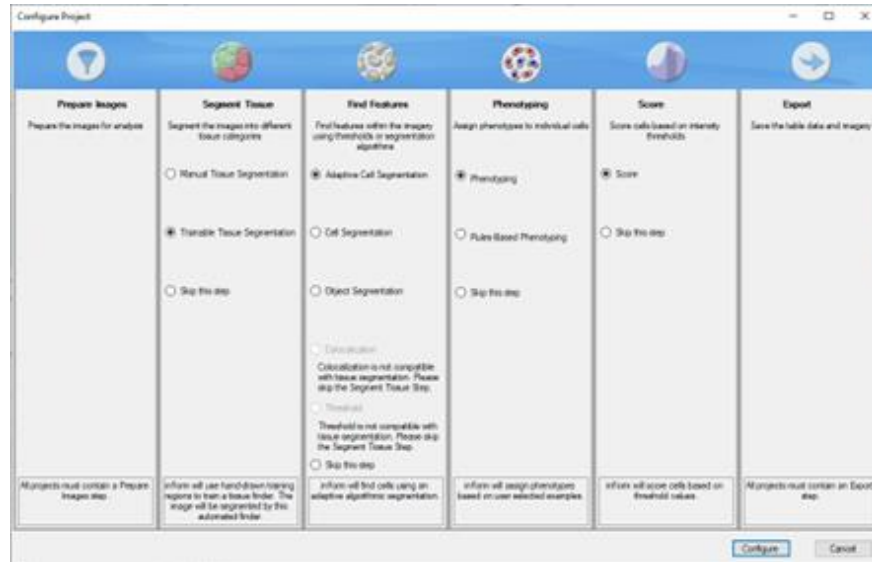 Configure Project
Prepare Images
Prepare the images for analysis
All projects must contain a Prepare
Images step.
Segment Tissue
Segment the images into different
tissue categories
Manual Tissue Segmentation
Trainable Tissue Segmentation
Skip this step
inForm will use hand-drawn training
regions to train a tissue finder. The
image will be segmented by this
automated finder.
Find Features
Find features within the imagery
using thresholds or segmentation
algorithms
Adaptive Cell Segmentation
Cell Segmentation
Object Segmentation
Colocalization
Colocalization is not compatible
with tissue segmentation. Please
skip the Segment Tissue Step.
Threshold
Threshold is not compatible with
tissue segmentation. Please skip
the Segment Tissue Step.
Skip this step
inForm will find cells using an
adaptive algorithmic segmentation.
Phenotyping
Assign phenotypes to individual cells
Phenotyping
Rules-Based Phenotyping
Skip this step
inForm will assign phenotypes
based on user selected examples.
Score
Score cells based on intensity
thresholds
Score
Skip this step
inForm will score cells based on
threshold values.
Export
Save the table data and imagery
All projects must contain an Export
step.
Configure
Cancel